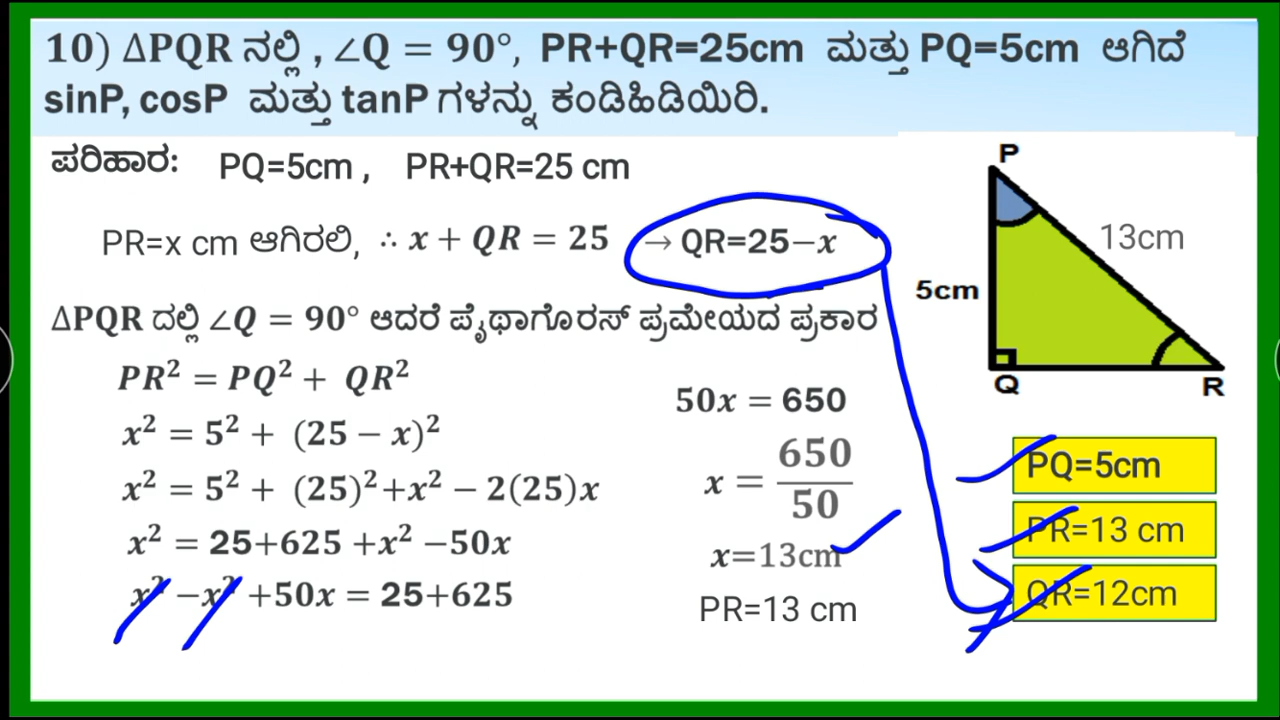 10) ΔPQR ನಲ್ಲಿ , ∠Q = 90°, PR+QR=25cm ಮತ್ತು PQ=5cm ಆಗಿದೆ
sinP, cosP ಮತ್ತು tanP ಗಳನ್ನು ಕಂಡಿಹಿಡಿಯಿರಿ.
ಪರಿಹಾರ: PQ=5cm , PR+QR=25 cm
PR=x cm ಆಗಿರಲಿ, ∴ x + QR = 25 → QR=25−x
ΔPQR ದಲ್ಲಿ ∠Q = 90° ಆದರೆ ಪೈಥಾಗೊರಸ್ ಪ್ರಮೇಯದ ಪ್ರಕಾರ
PR² = PQ² + QR²
x² = 5² + (25 − x)²
x² = 5² + (25)²+x² − 2(25)x
x² = 25+625 +x² −50x
x² −x² +50x = 25+625
50x = 650
x = 650/50
x=13cm
PR=13 cm
P
13cm
5cm
Q R
PQ=5cm
PR=13 cm
QR=12cm